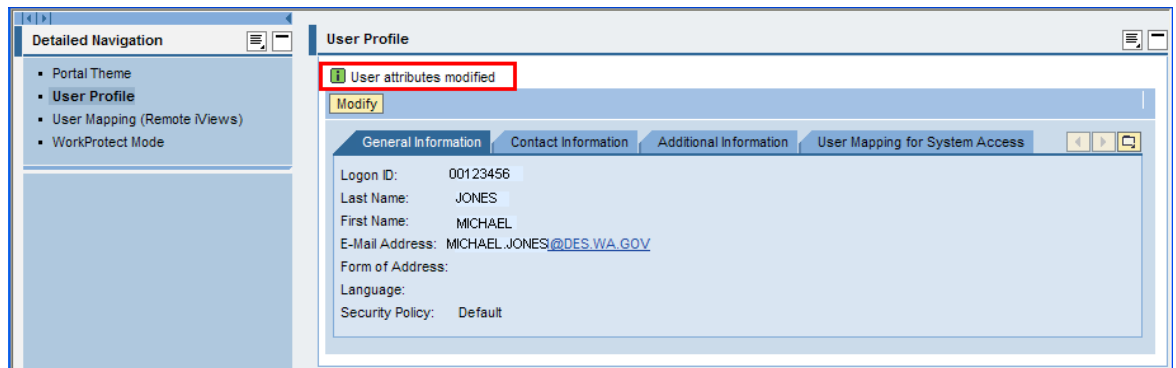 Detailed Navigation
Portal Theme
User Profile
User Mapping (Remote iViews)
WorkProtect Mode
User Profile
User attributes modified
Modify
General Information Contact Information Additional Information User Mapping for System Access
Logon ID: 00123456
Last Name: JONES
First Name: MICHAEL
E-Mail Address: MICHAEL.JONES@DES.WA.GOV
Form of Address:
Language:
Security Policy: Default